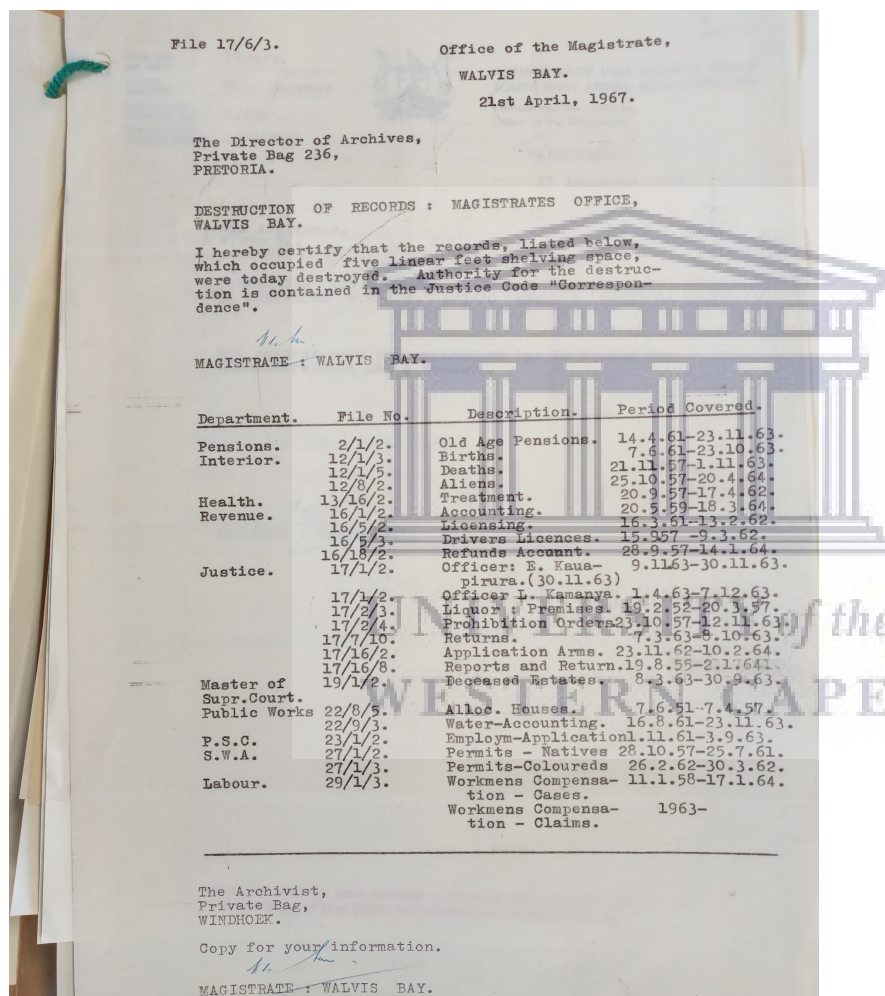 File 17/6/3.
Office of the Magistrate,
WALVIS BAY.
21st April, 1967.
The Director of Archives,
Private Bag 236,
PRETORIA.
DESTRUCTION OF RECORDS : MAGISTRATES OFFICE,
WALVIS BAY.
I hereby certify that the records, listed below,
which occupied five linear feet shelving space,
were today destroyed. Authority for the destruc-
tion is contained in the Justice Code "Correspon-
dence".
MAGISTRATE : WALVIS BAY.
Department. File No. Description. Period Covered.
Pensions. 2/1/2. Old Age Pensions. 14.4.61-23.11.63.
Interior. 12/1/3. Births. 7.6.61-23.10.63.
12/1/5. Deaths. 21.11.57-1.11.63.
12/8/2. Aliens. 25.10.57-20.4.64.
Health. 13/16/2. Treatment. 20.9.57-17.4.62.
Revenue. 16/1/2. Accounting. 20.5.59-18.3.64.
16/5/2. Licensing. 16.3.61-13.2.62.
16/5/3. Drivers Licences. 15.957 -9.3.62.
16/18/2. Refunds Account. 28.9.57-14.1.64.
Justice. 17/1/2. Officer: E. Kaua- 9.1163-30.11.63.
pirura.(30.11.63)
17/1/2. Officer L. Kamanya. 1.4.63-7.12.63.
17/2/3. Liquor : Premises. 19.2.52-20.3.57.
17/2/4. Prohibition Orders23.10.57-12.11.63.
17/7/10. Returns. 7.3.63-8.10.63.
17/16/2. Application Arms. 23.11.62-10.2.64.
17/16/8. Reports and Return.19.8.55-2.1.641.
Master of 19/1/2. Deceased Estates. 8.3.63-30.9.63.
Supr.Court.
Public Works 22/8/5. Alloc. Houses. 7.6.51-7.4.57.
22/9/3. Water-Accounting. 16.8.61-23.11.63.
P.S.C. 23/1/2. Employm-Application1.11.61-3.9.63.
S.W.A. 27/1/2. Permits - Natives 28.10.57-25.7.61.
27/1/3. Permits-Coloureds 26.2.62-30.3.62.
Labour. 29/1/3. Workmens Compensa- 11.1.58-17.1.64.
tion - Cases.
Workmens Compensa- 1963-
tion - Claims.
The Archivist,
Private Bag,
WINDHOEK.
Copy for your information.
MAGISTRATE : WALVIS BAY.
UNIVERSITY of the
WESTERN CAPE